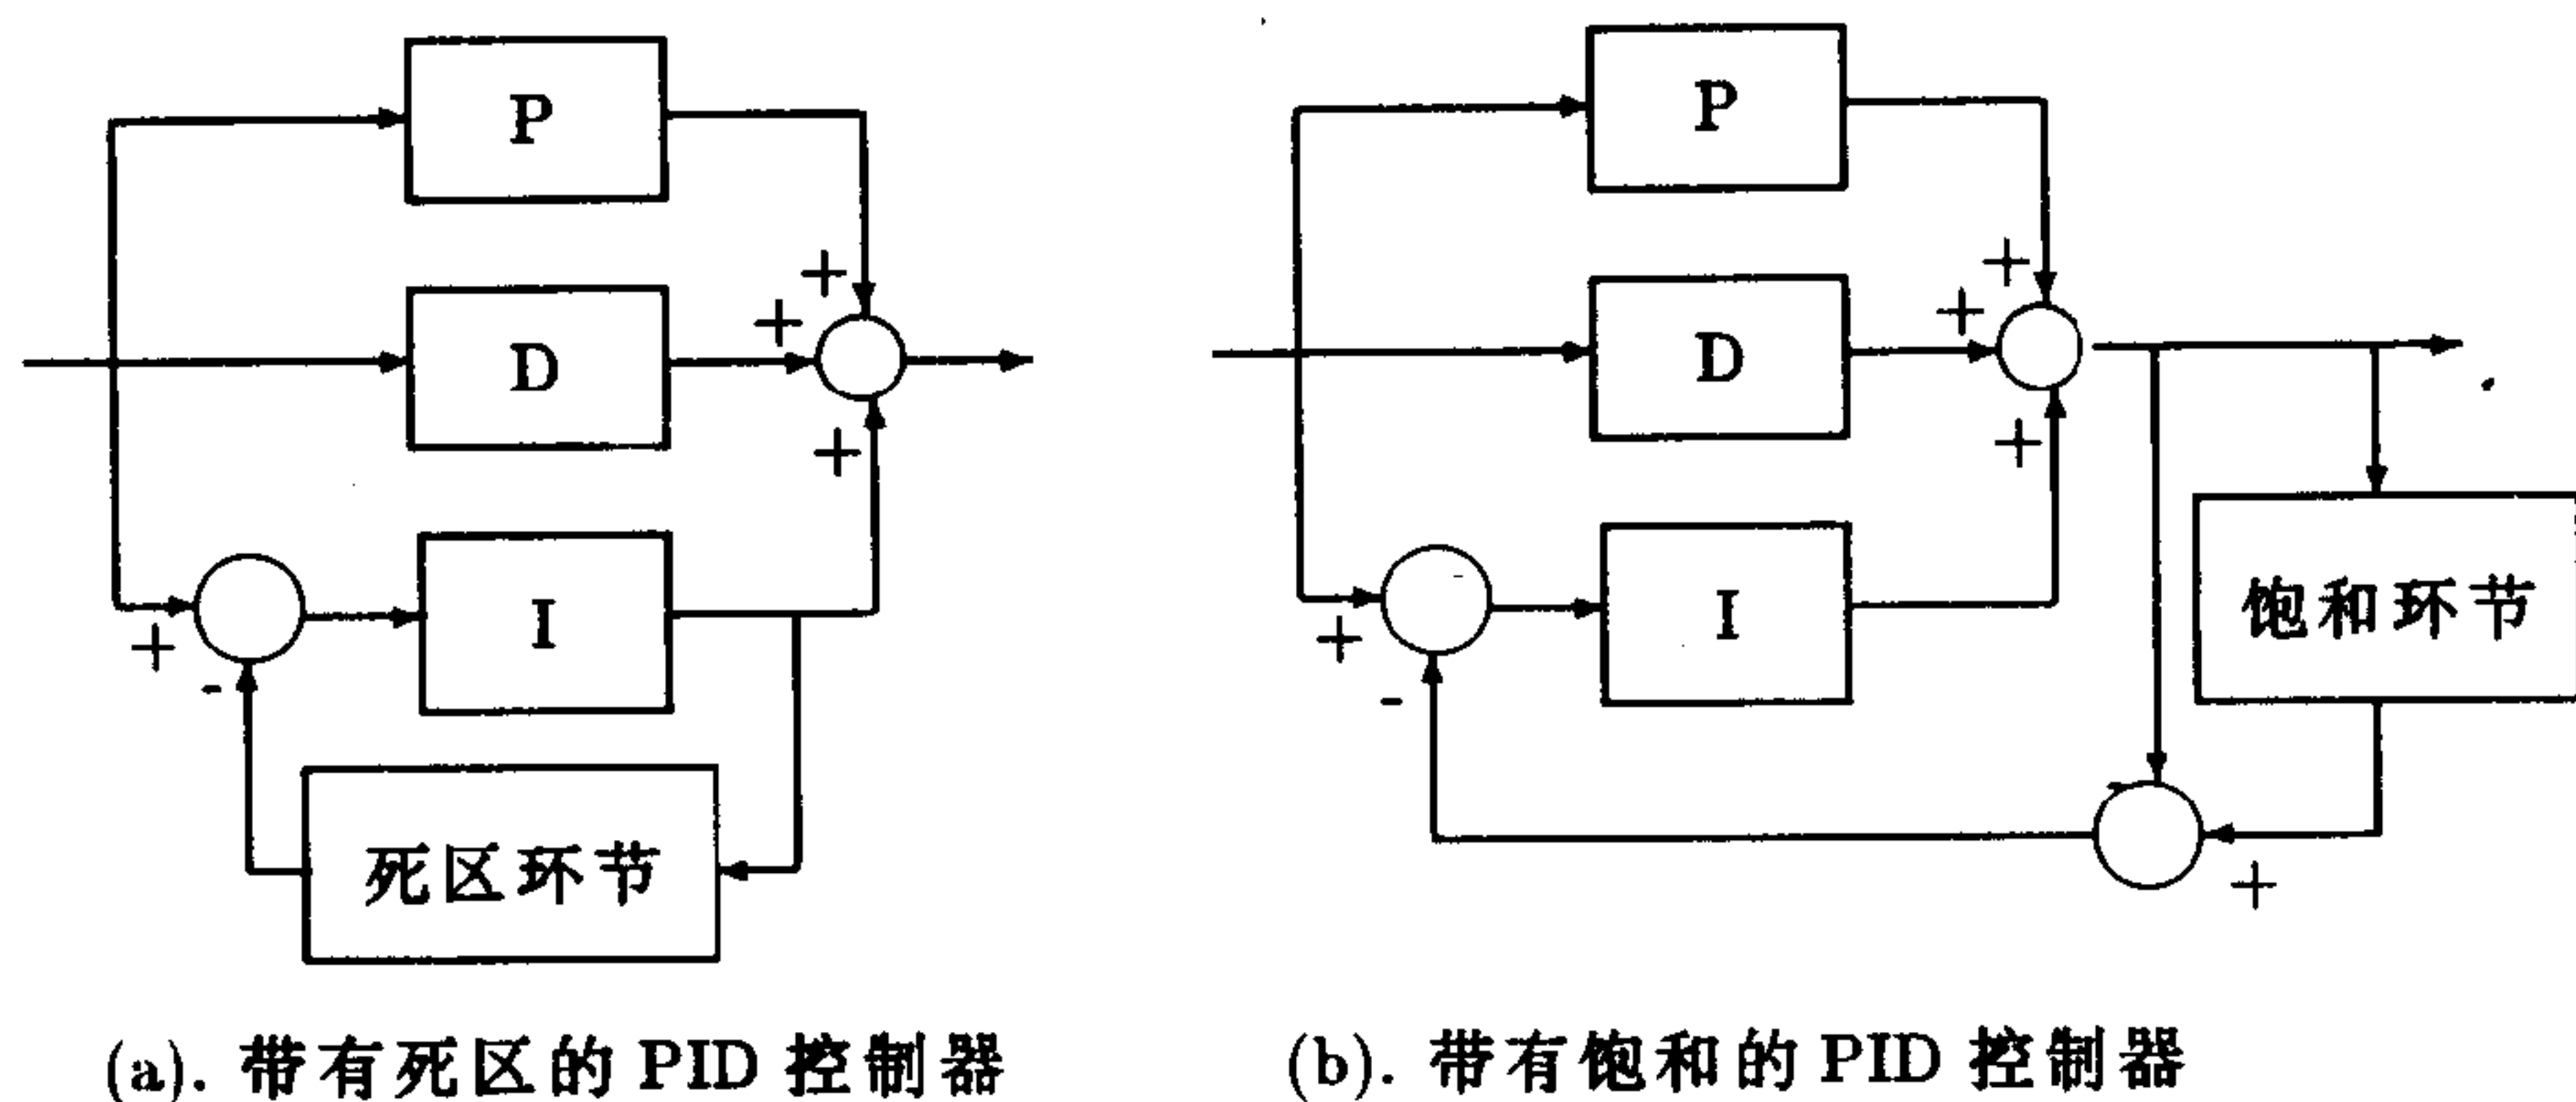 P
+
+
D
+
+
-
I
死区环节
(a). 带有死区的 PID 控制器
P
+
+
D
+
+
-
I
饱和环节
-
+
(b). 带有饱和的 PID 控制器